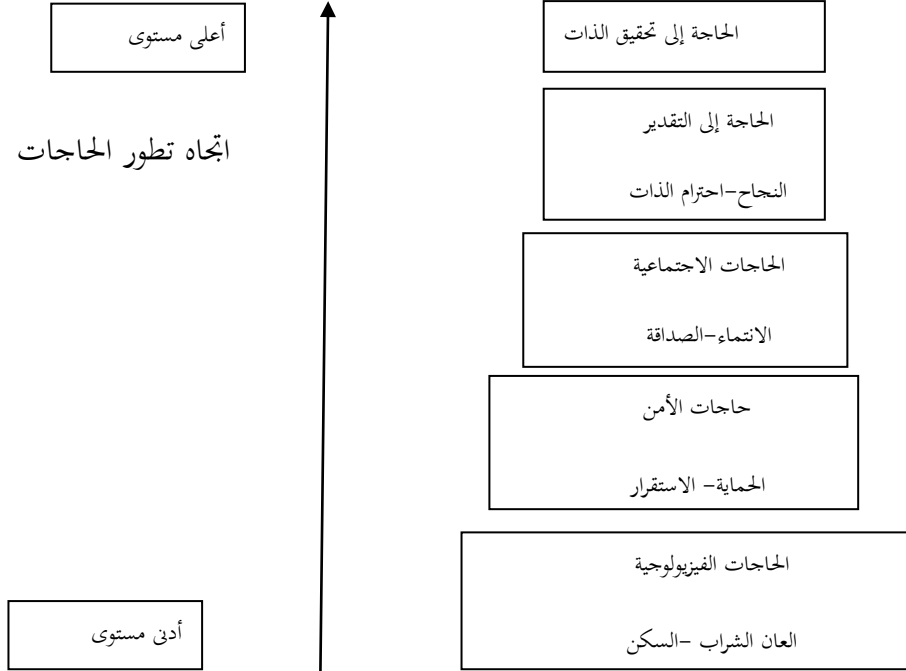 الحاجة إلى تحقيق الذات
أعلى مستوى
الحاجة إلى التقدير
النجاح–احترام الذات
اتجاه تطور الحاجات
الحاجات الاجتماعية
الانتماء–الصداقة
حاجات الأمن
الحماية– الاستقرار
الحاجات الفيزيولوجية
العان الشراب –السكن
أدنى مستوى